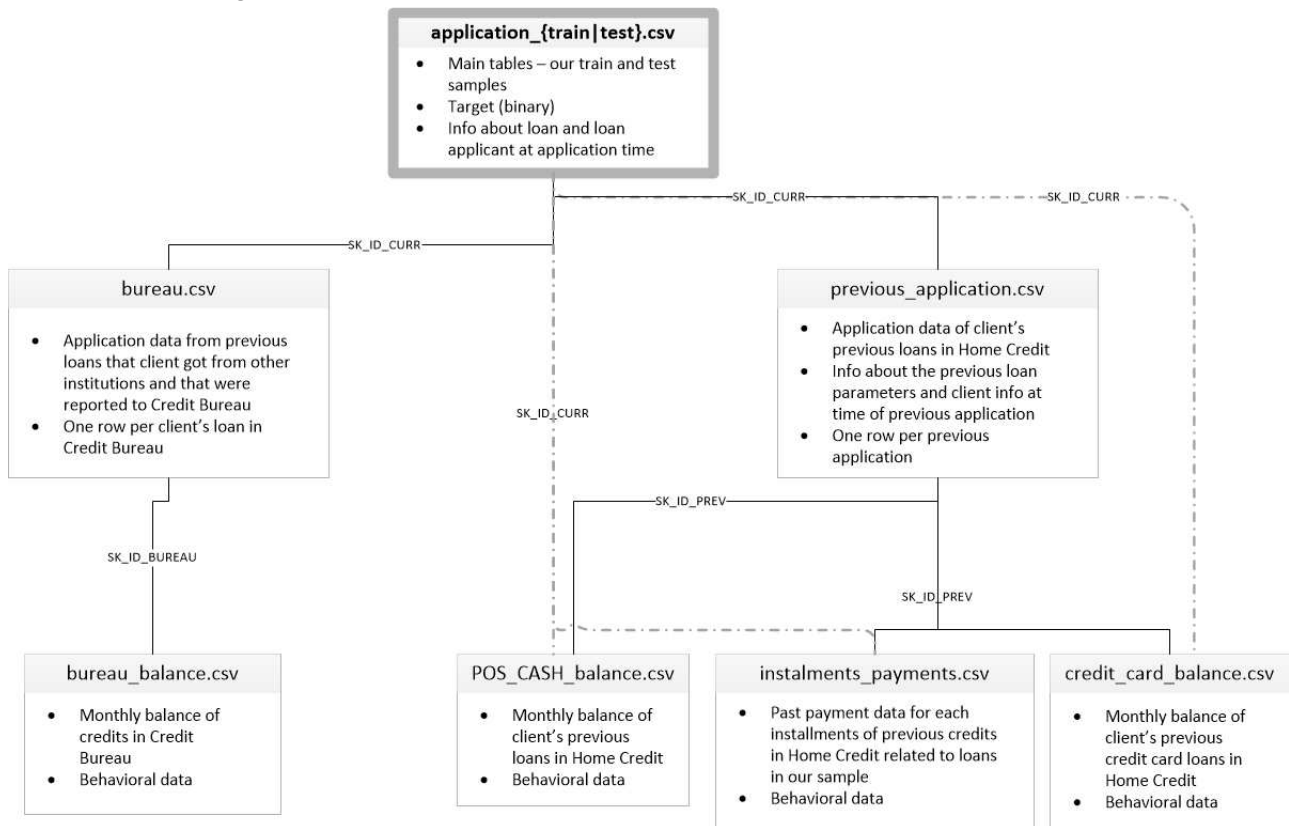 application_{train|test}.csv
• Main tables – our train and test
samples
• Target (binary)
• Info about loan and loan
applicant at application time
SK_ID_CURR
SK_ID_CURR
SK_ID_CURR
bureau.csv
• Application data from previous
loans that client got from other
institutions and that were
reported to Credit Bureau
• One row per client's loan in
Credit Bureau
previous_application.csv
• Application data of client's
previous loans in Home Credit
• Info about the previous loan
parameters and client info at
time of previous application
• One row per previous
application
SK_ID_CURR
SK_ID_PREV
SK_ID_BUREAU
SK_ID_PREV
bureau_balance.csv
• Monthly balance of
credits in Credit
Bureau
• Behavioral data
POS_CASH_balance.csv
• Monthly balance of
client's previous
loans in Home Credit
• Behavioral data
instalments_payments.csv
• Past payment data for each
installments of previous credits
in Home Credit related to loans
in our sample
• Behavioral data
credit_card_balance.csv
• Monthly balance of
client's previous
credit card loans in
Home Credit
• Behavioral data